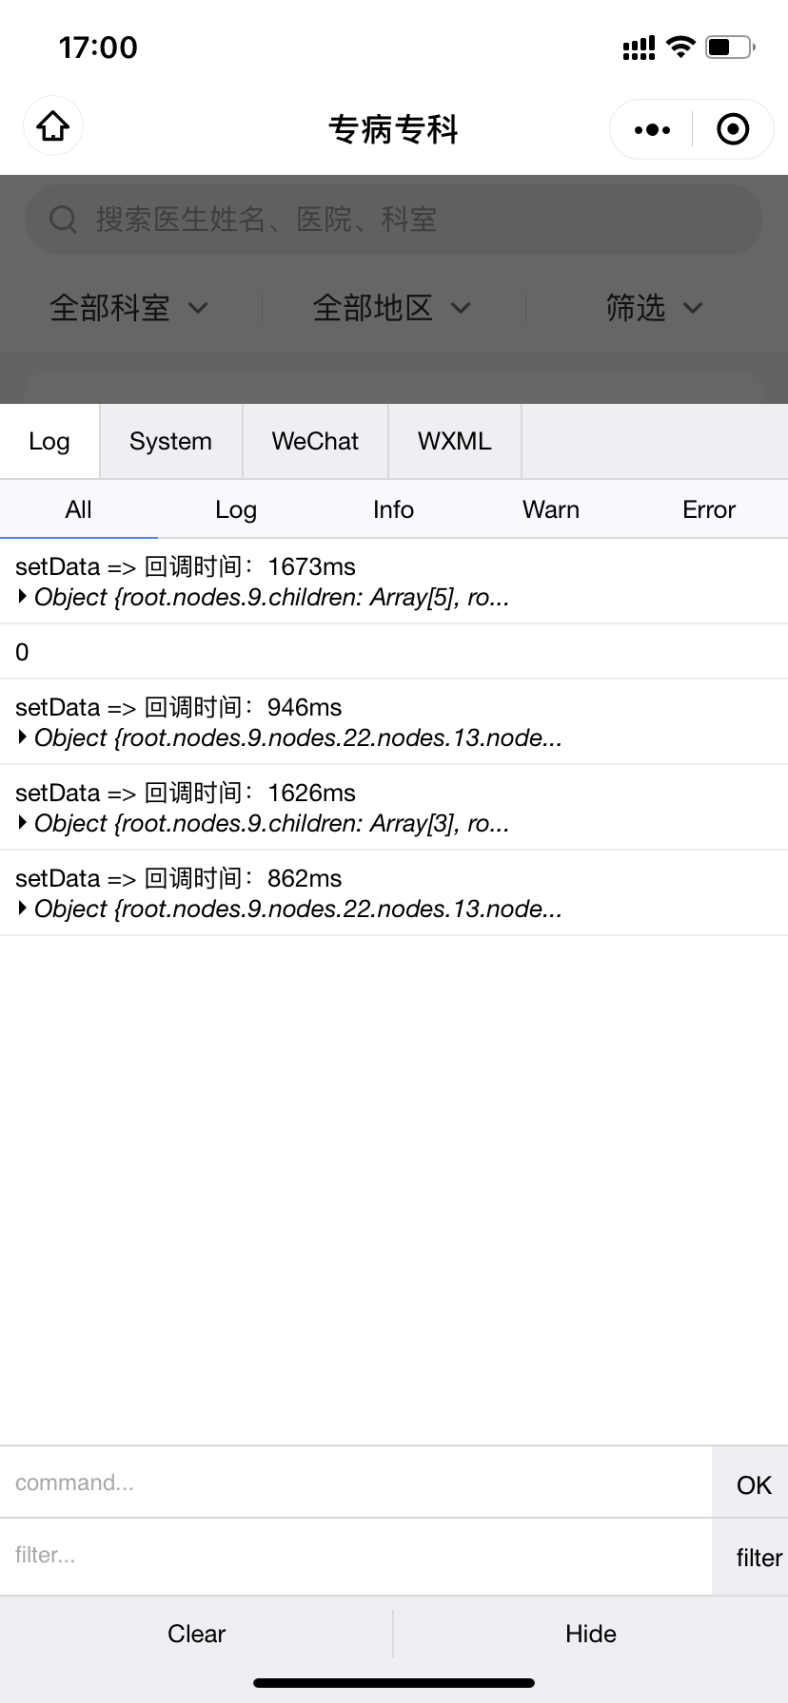 17:00
专病专科
搜索医生姓名、医院、科室
全部科室 全部地区 筛选
Log System WeChat WXML
All Log Info Warn Error
setData => 回调时间：1673ms
Object {root.nodes.9.children: Array[5], ro...
0
setData => 回调时间：946ms
Object {root.nodes.9.nodes.22.nodes.13.node...
setData => 回调时间：1626ms
Object {root.nodes.9.children: Array[3], ro...
setData => 回调时间：862ms
Object {root.nodes.9.nodes.22.nodes.13.node...
command... OK
filter... filter
Clear Hide